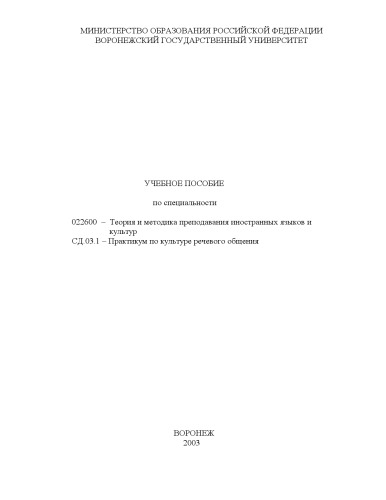 МИНИСТЕРСТВО ОБРАЗОВАНИЯ РОССИЙСКОЙ ФЕДЕРАЦИИ
ВОРОНЕЖСКИЙ ГОСУДАРСТВЕННЫЙ УНИВЕРСИТЕТ
УЧЕБНОЕ ПОСОБИЕ
по специальности
022600 – Теория и методика преподавания иностранных языков и
культур
СД.03.1 – Практикум по культуре речевого общения
ВОРОНЕЖ
2003